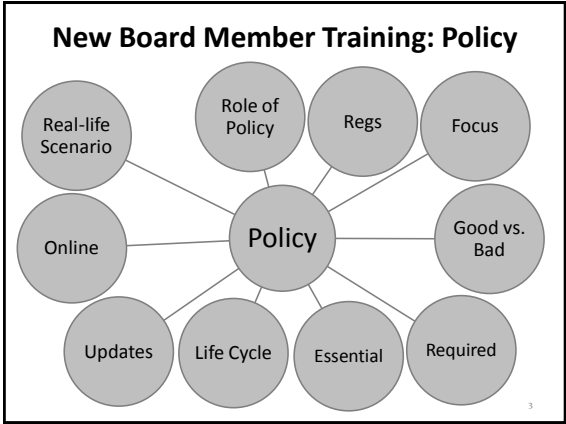 New Board Member Training: Policy
Real-life
Scenario
Role of
Policy
Regs
Focus
Online
Policy
Good vs.
Bad
Updates
Life Cycle
Essential
Required
3